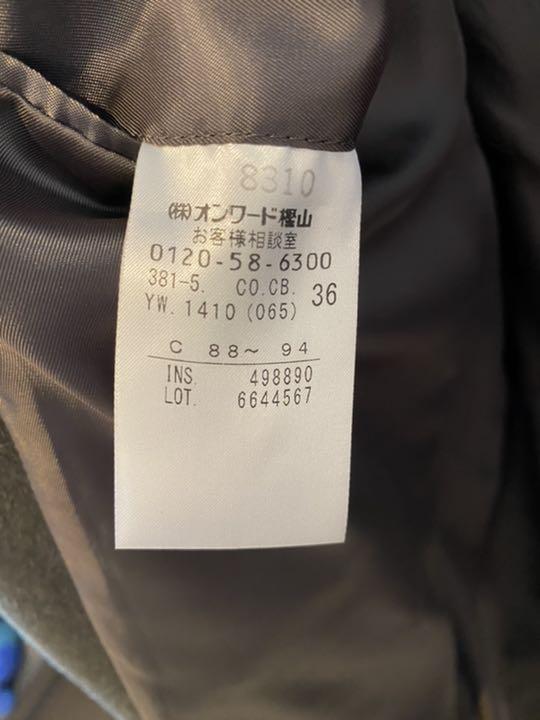 8310
(株)オンワード樫山
お客様相談室
0120-58-6300
381-5. CO.CB. 36
YW. 1410 (065)
C 88～ 94
INS. 498890
LOT. 6644567